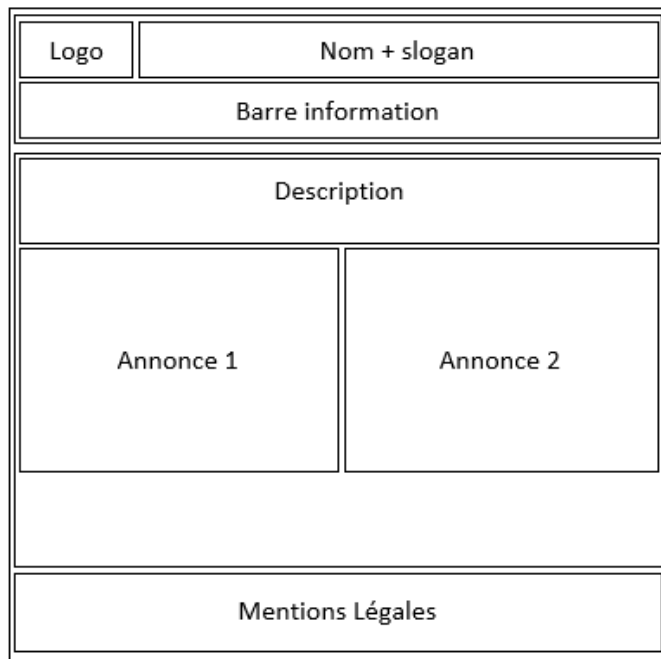 Logo
Nom + slogan
Barre information
Description
Annonce 1
Annonce 2
Mentions Légales